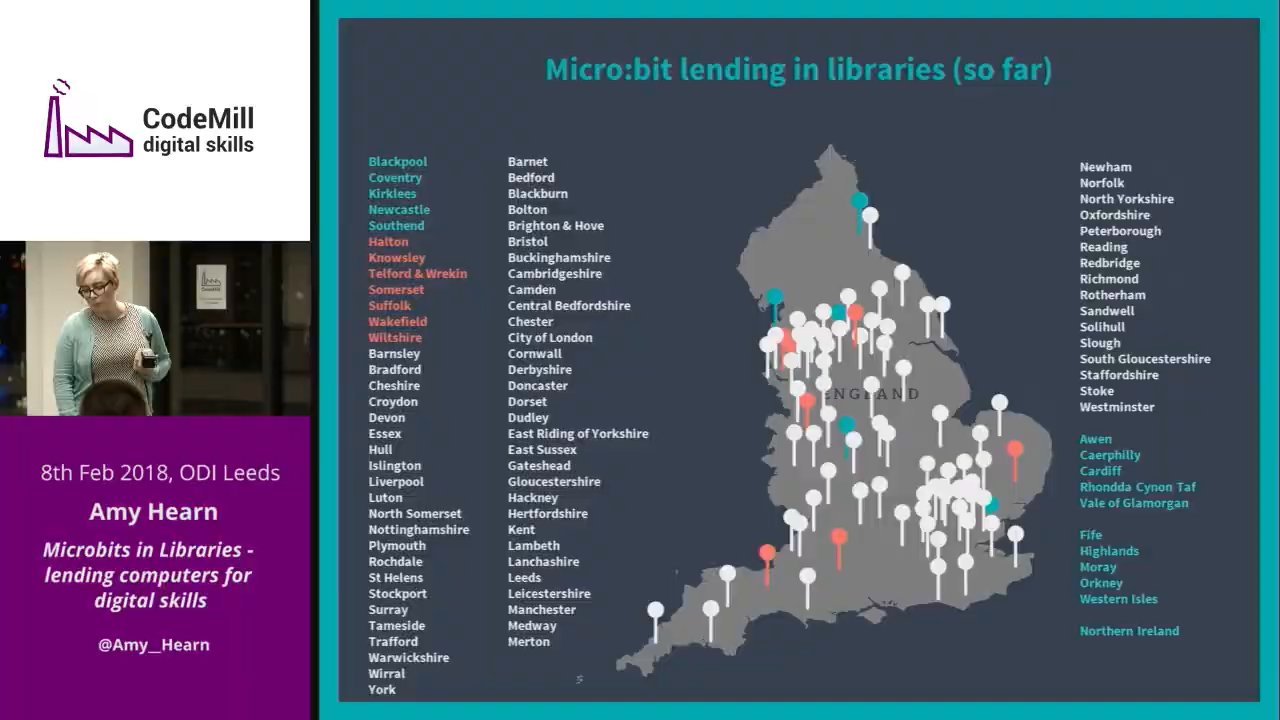 CodeMill
digital skills
8th Feb 2018, ODI Leeds
Amy Hearn
Microbits in Libraries -
lending computers for
digital skills
@Amy__Hearn
Micro:bit lending in libraries (so far)
Blackpool
Coventry
Kirklees
Newcastle
Southend
Halton
Knowsley
Telford & Wrekin
Somerset
Suffolk
Wakefield
Wiltshire
Barnsley
Bradford
Cheshire
Croydon
Devon
Essex
Hull
Islington
Liverpool
Luton
North Somerset
Nottinghamshire
Plymouth
Rochdale
St Helens
Stockport
Surray
Tameside
Trafford
Warwickshire
Wirral
York
Barnet
Bedford
Blackburn
Bolton
Brighton & Hove
Bristol
Buckinghamshire
Cambridgeshire
Camden
Central Bedfordshire
Chester
City of London
Cornwall
Derbyshire
Doncaster
Dorset
Dudley
East Riding of Yorkshire
East Sussex
Gateshead
Gloucestershire
Hackney
Hertfordshire
Kent
Lambeth
Lanchashire
Leeds
Leicestershire
Manchester
Medway
Merton
ENGLAND
Newham
Norfolk
North Yorkshire
Oxfordshire
Peterborough
Reading
Redbridge
Richmond
Rotherham
Sandwell
Solihull
Slough
South Gloucestershire
Staffordshire
Stoke
Westminster
Awen
Caerphilly
Cardiff
Rhondda Cynon Taf
Vale of Glamorgan
Fife
Highlands
Moray
Orkney
Western Isles
Northern Ireland